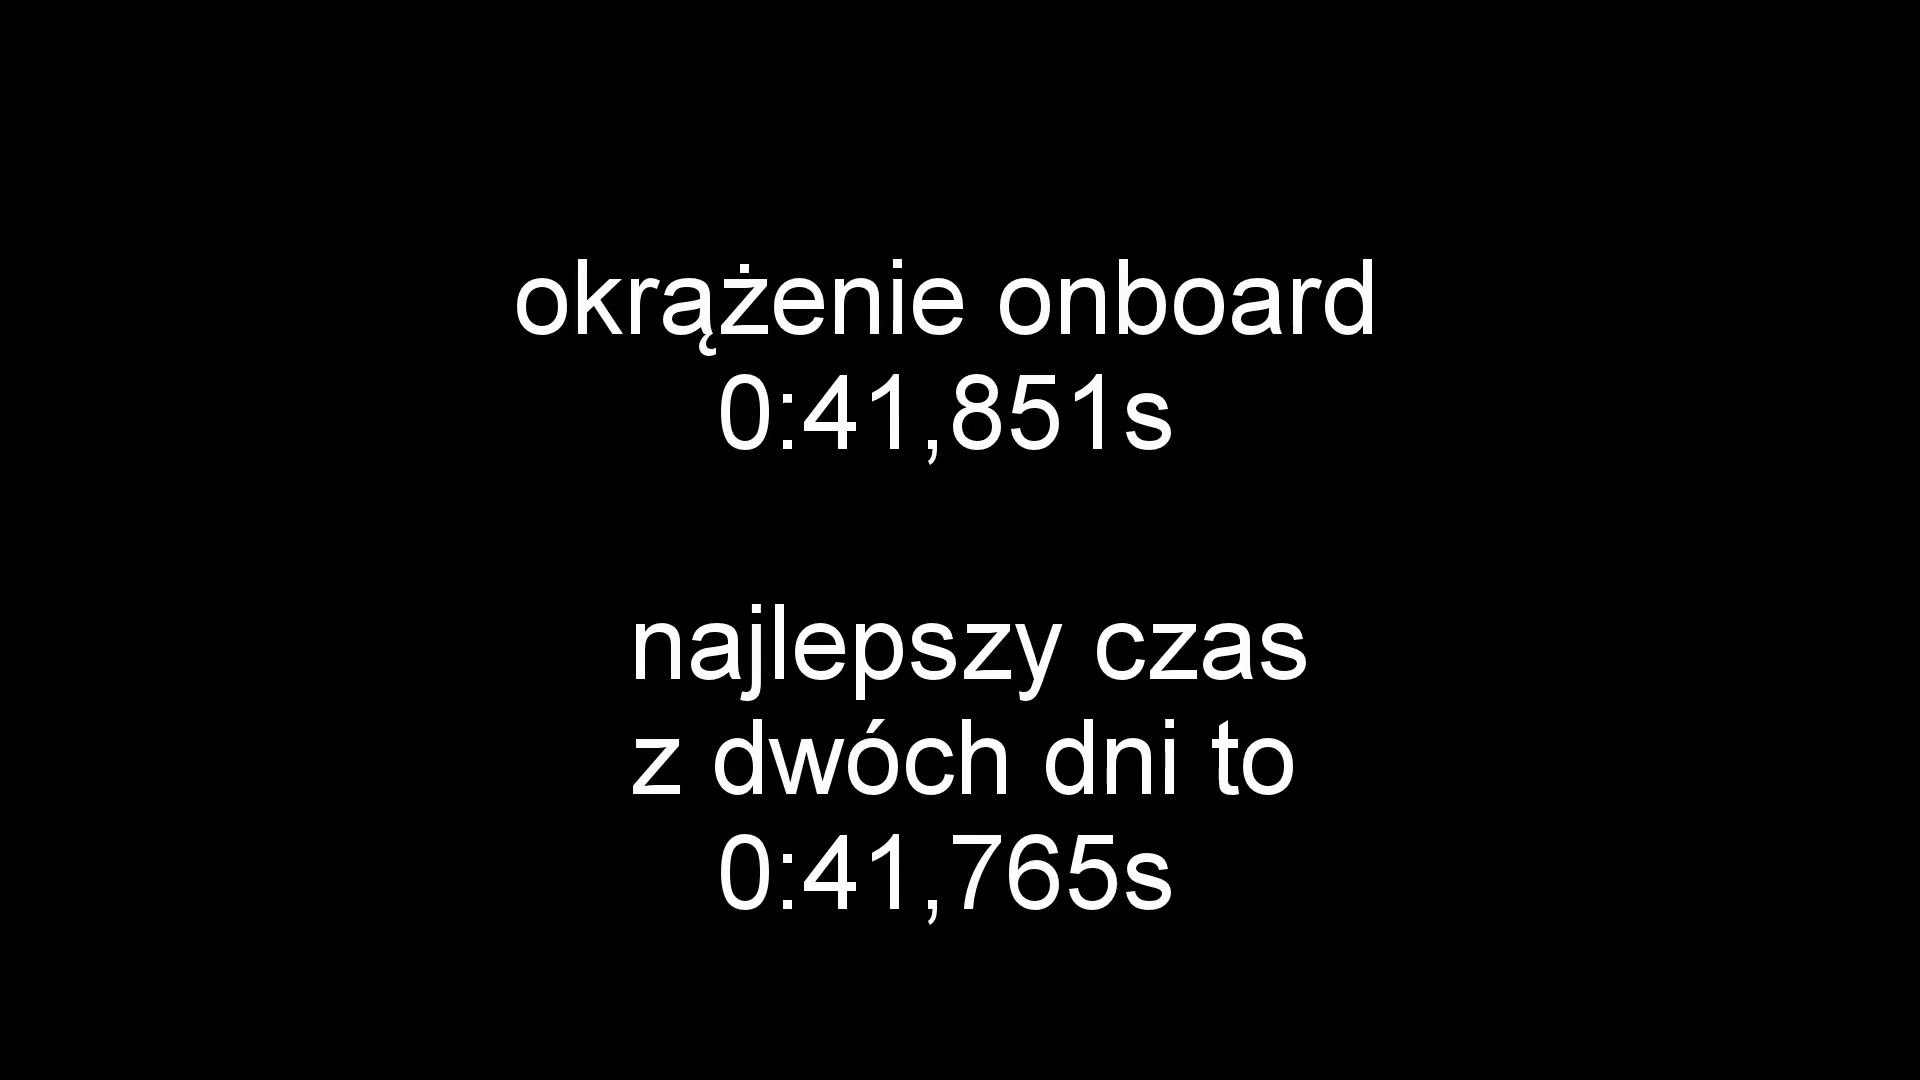 okrążenie onboard
0:41,851s
najlepszy czas
z dwóch dni to
0:41,765s